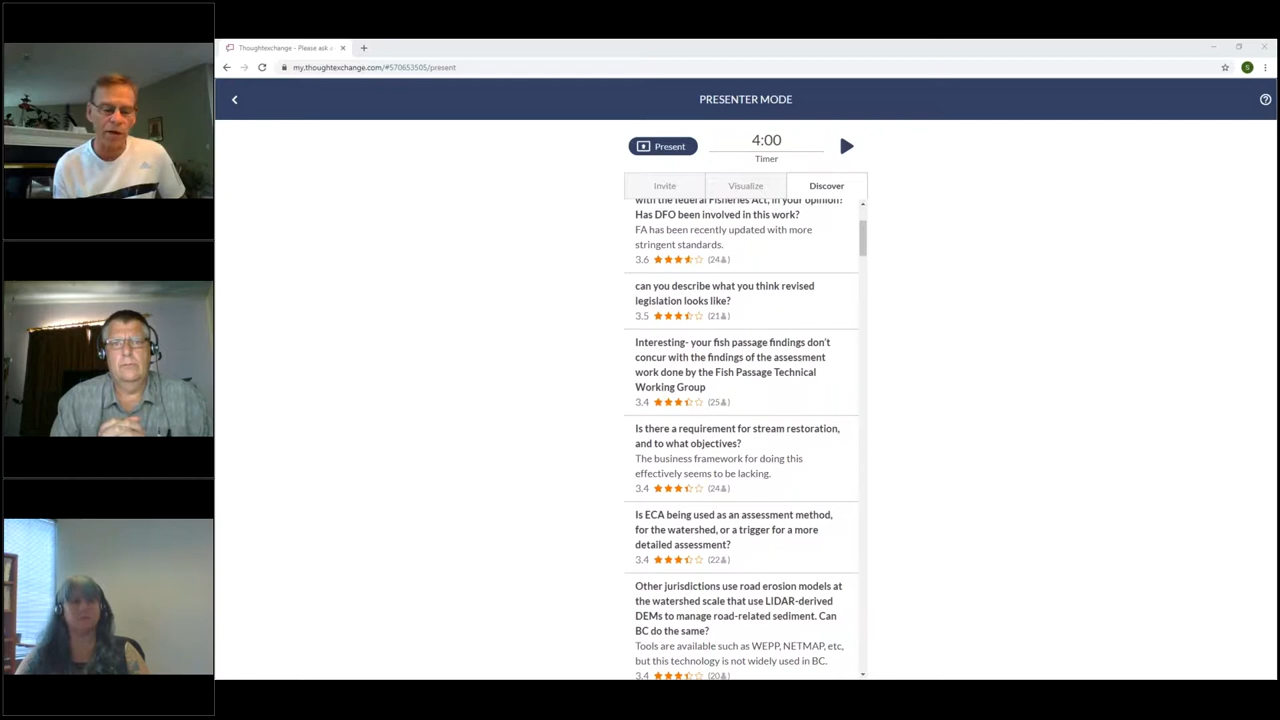 Thoughtexchange - Please ask a
my.thoughtexchange.com/#570653505/present
S
PRESENTER MODE
Present
4:00
Timer
Invite
Visualize
Discover
with the federal Fisheries Act, in your opinion?
Has DFO been involved in this work?
FA has been recently updated with more
stringent standards.
3.6 (24)
can you describe what you think revised
legislation looks like?
3.5 (21)
Interesting- your fish passage findings don't
concur with the findings of the assessment
work done by the Fish Passage Technical
Working Group
3.4 (25)
Is there a requirement for stream restoration,
and to what objectives?
The business framework for doing this
effectively seems to be lacking.
3.4 (24)
Is ECA being used as an assessment method,
for the watershed, or a trigger for a more
detailed assessment?
3.4 (22)
Other jurisdictions use road erosion models at
the watershed scale that use LIDAR-derived
DEMs to manage road-related sediment. Can
BC do the same?
Tools are available such as WEPP, NETMAP, etc,
but this technology is not widely used in BC.
3.4 (20)